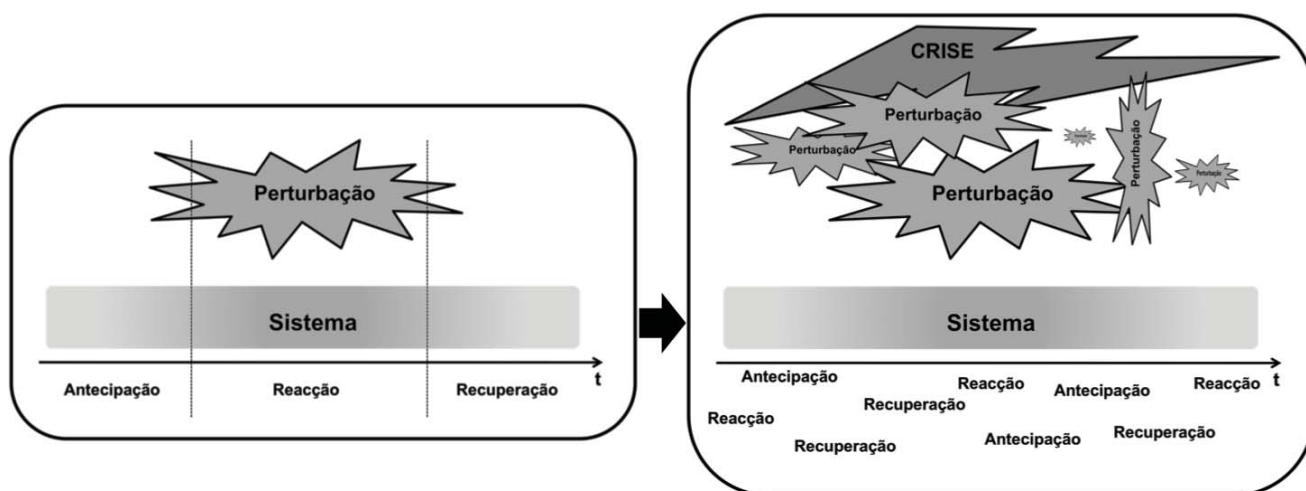 Perturbação
Sistema
t
Antecipação
Reacção
Recuperação
CRISE
Perturbação
Perturbação
Perturbação
Perturbação
Perturbação
Sistema
t
Antecipação
Reacção
Antecipação
Reacção
Recuperação
Reacção
Recuperação
Antecipação
Recuperação